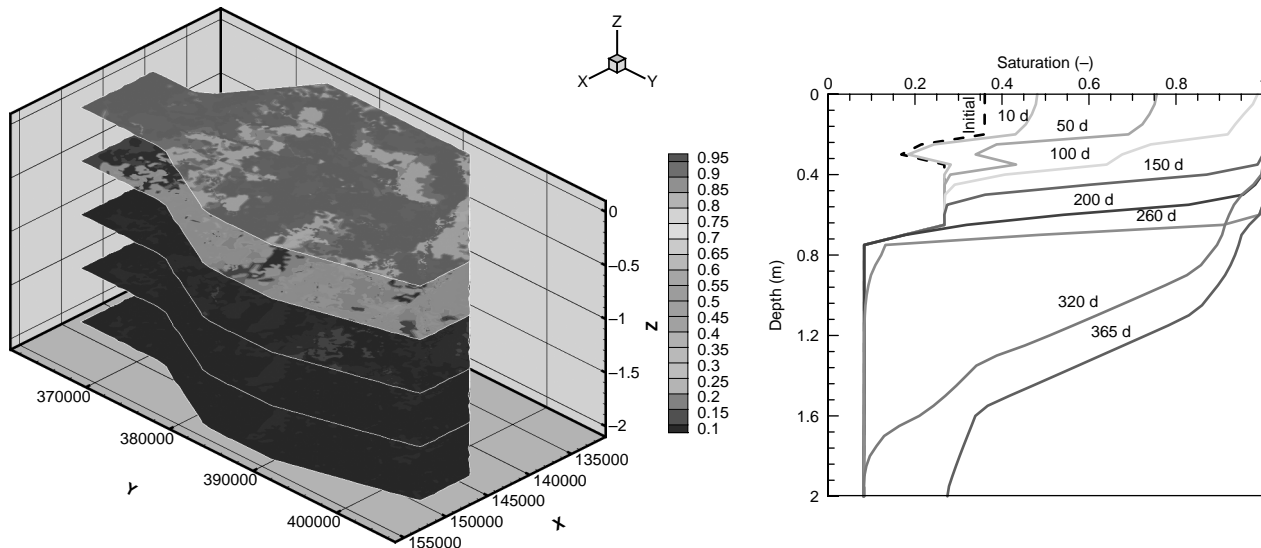 Z
X
Y
0.95
0.9
0.85
0.8
0.75
0.7
0.65
0.6
0.55
0.5
0.45
0.4
0.35
0.3
0.25
0.2
0.15
0.1
0
–0.5
–1
–1.5
–2
Z
370000
380000
390000
400000
Y
135000
140000
145000
150000
155000
X
Saturation (–)
0
0.2
0.4
0.6
0.8
1
0
0.4
0.8
1.2
1.6
2
Depth (m)
Initial
10 d
50 d
100 d
150 d
200 d
260 d
320 d
365 d